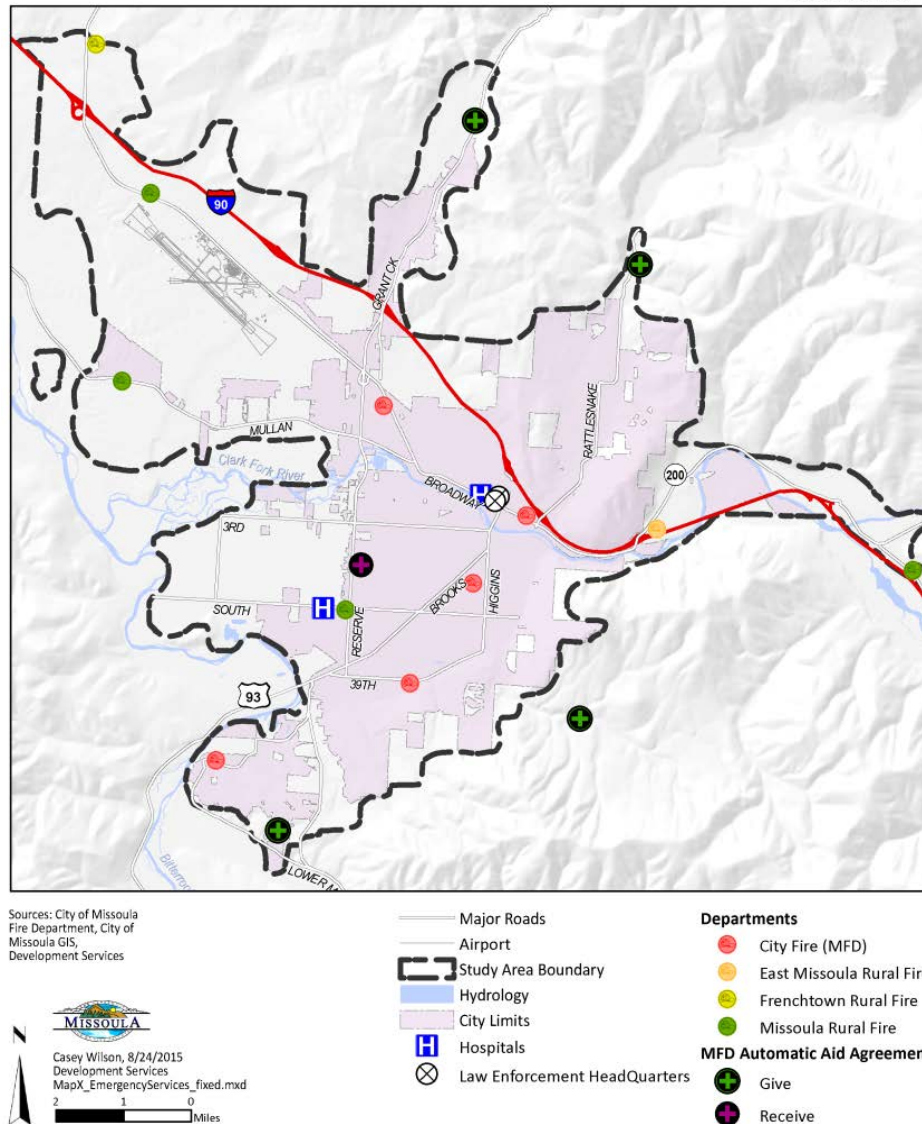 90
GRANT CK
RATTLESNAKE
MULLAN
Clark Fork River
BROADWAY
H
200
3RD
BROOKS
HIGGINS
SOUTH
H
RESERVE
39TH
93
LOWER M
Bitterroo
Sources: City of Missoula
Fire Department, City of
Missoula GIS,
Development Services
MISSOULA
N
Casey Wilson, 8/24/2015
Development Services
MapX_EmergencyServices_fixed.mxd
2 1 0
Miles
Major Roads
Airport
Study Area Boundary
Hydrology
City Limits
H Hospitals
Law Enforcement HeadQuarters
Departments
City Fire (MFD)
East Missoula Rural Fire
Frenchtown Rural Fire
Missoula Rural Fire
MFD Automatic Aid Agreemen
Give
Receive